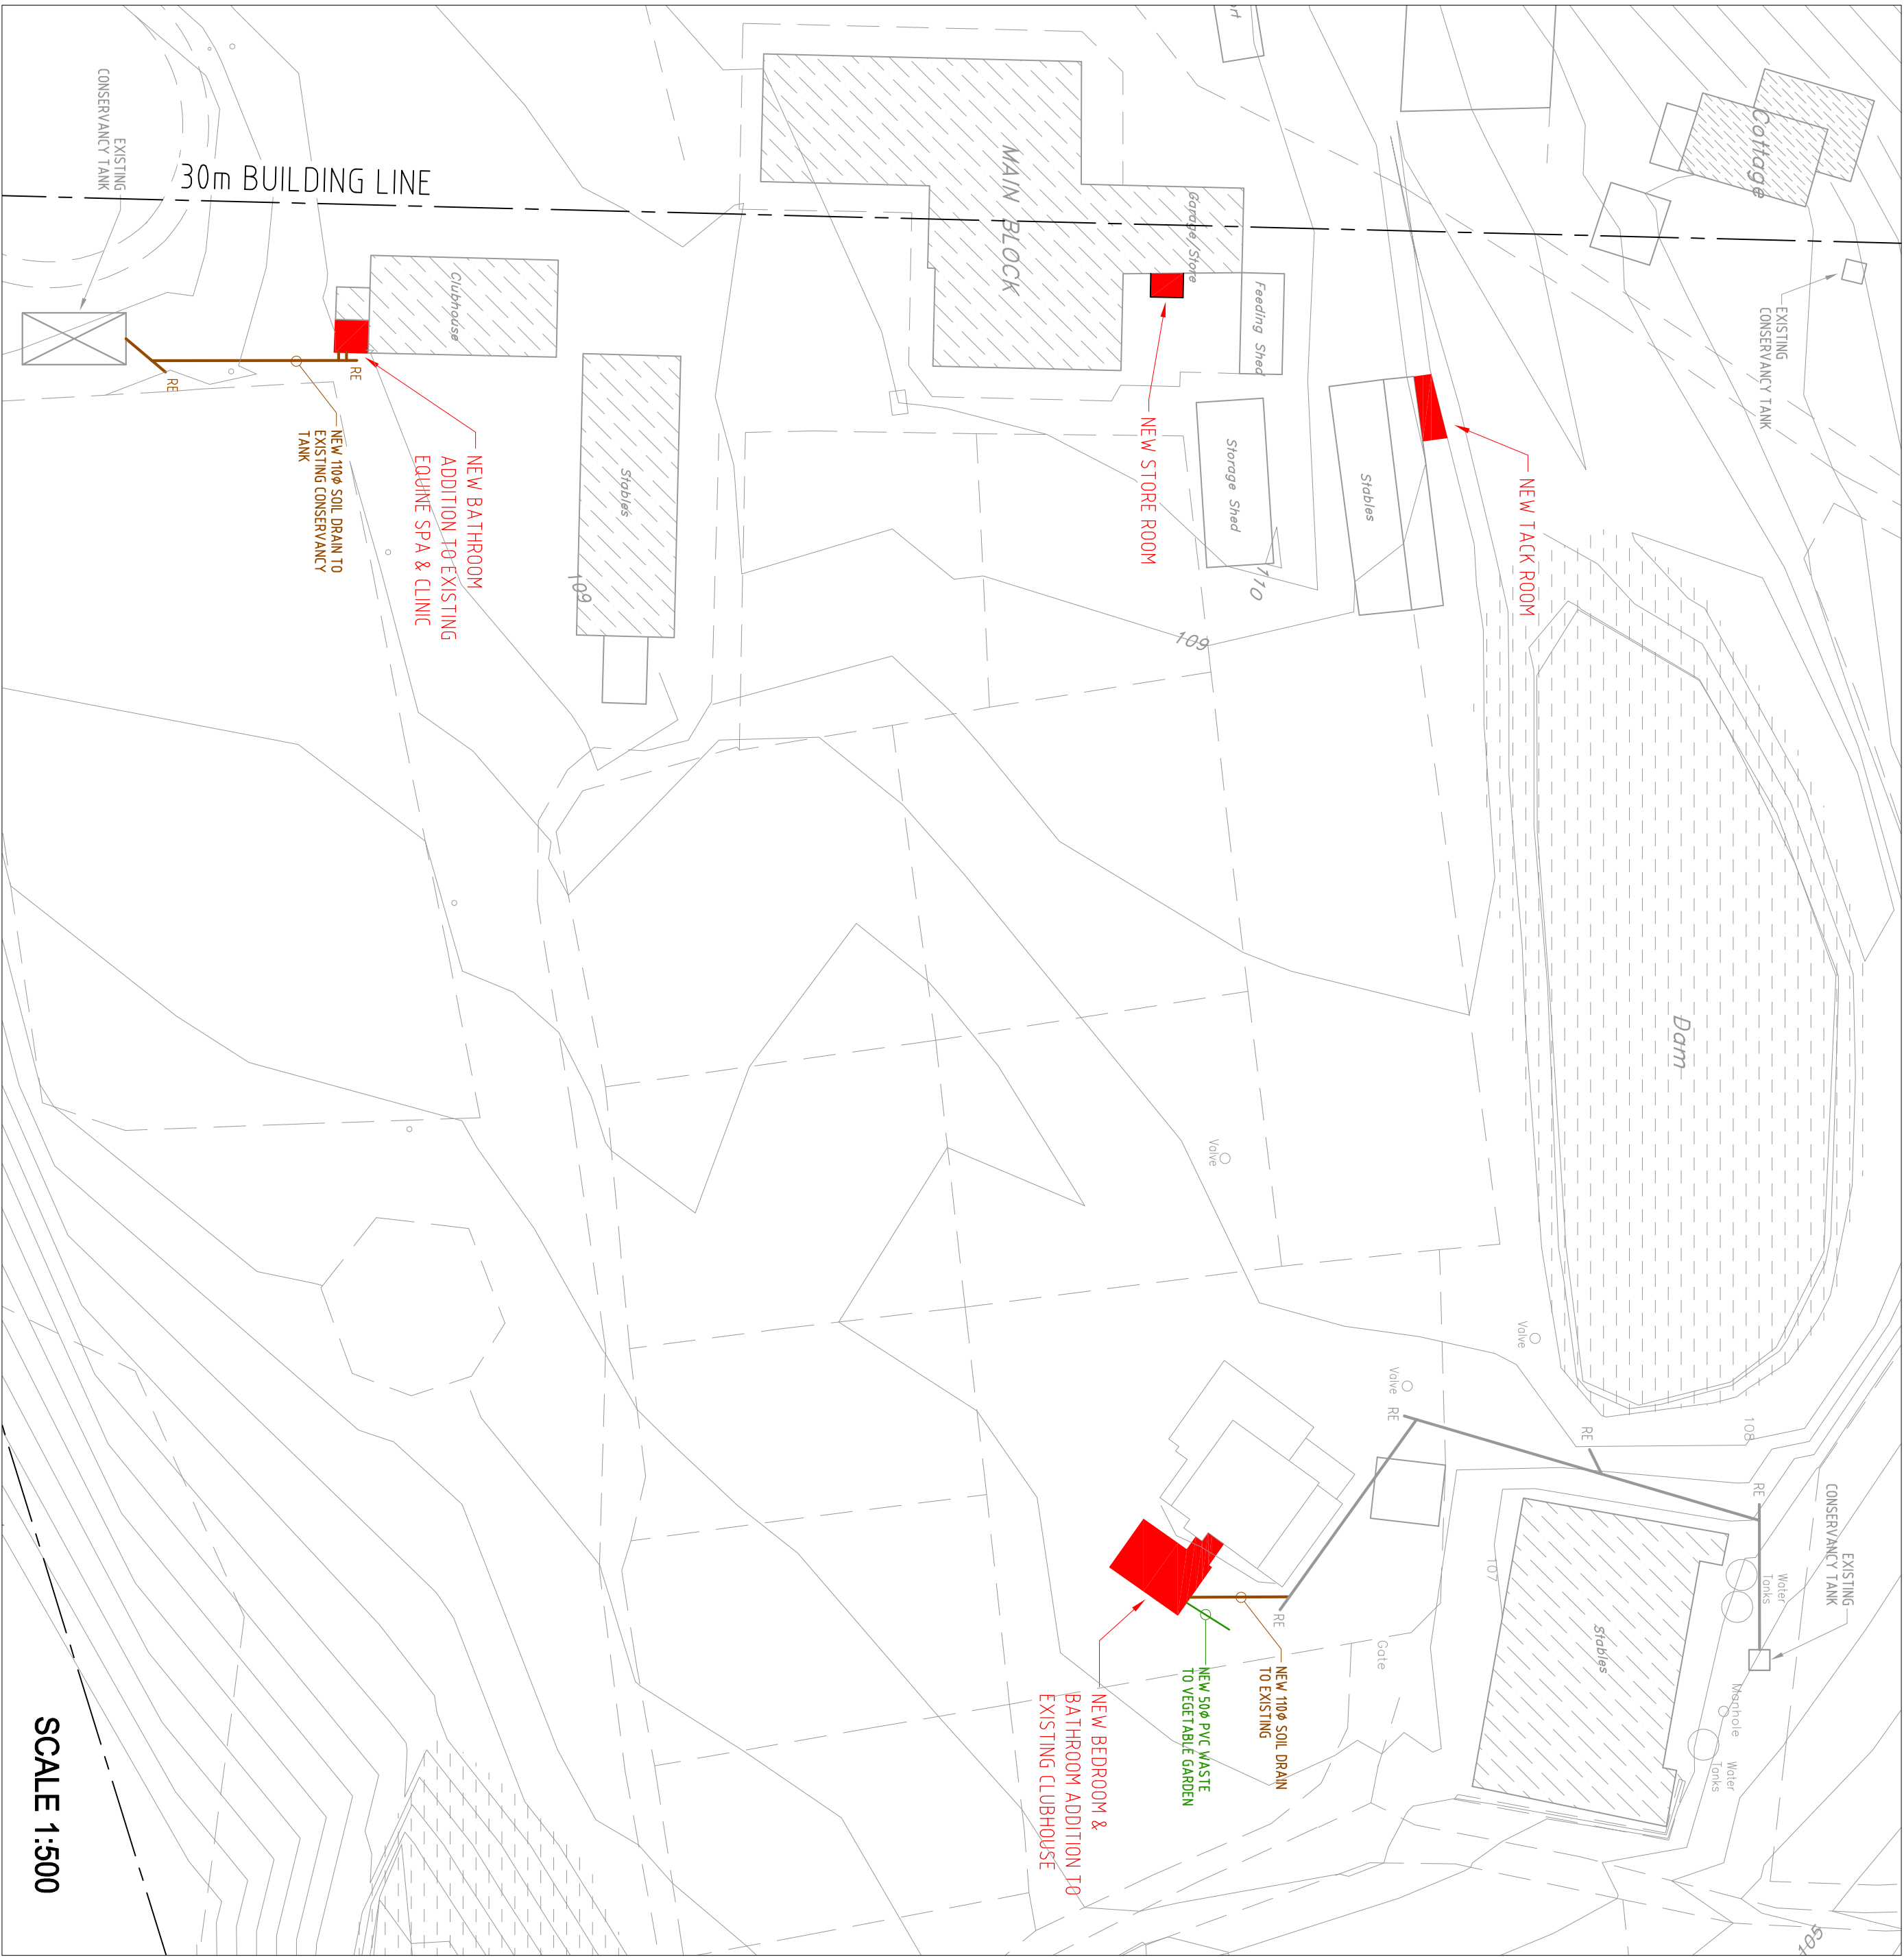 EXISTING
CONSERVANCY TANK
30m BUILDING LINE
Clubhouse
RE
RE
NEW 110ø SOIL DRAIN TO
EXISTING CONSERVANCY
TANK
NEW BATHROOM
ADDITION TO EXISTING
EQUINE SPA & CLINIC
Stables
109
MAIN BLOCK
Garage/Store
Feeding Shed
NEW STORE ROOM
Storage Shed
110
109
Stables
NEW TACK ROOM
Cottage
EXISTING
CONSERVANCY TANK
Dam
Valve
Valve
Valve
RE
RE
108
RE
EXISTING
CONSERVANCY TANK
Water
Tanks
107
Stables
Manhole
Water
Tanks
Gate
RE
NEW 110ø SOIL DRAIN
TO EXISTING
NEW 50ø PVC WASTE
TO VEGETABLE GARDEN
NEW BEDROOM &
BATHROOM ADDITION TO
EXISTING CLUBHOUSE
105
SCALE 1:500